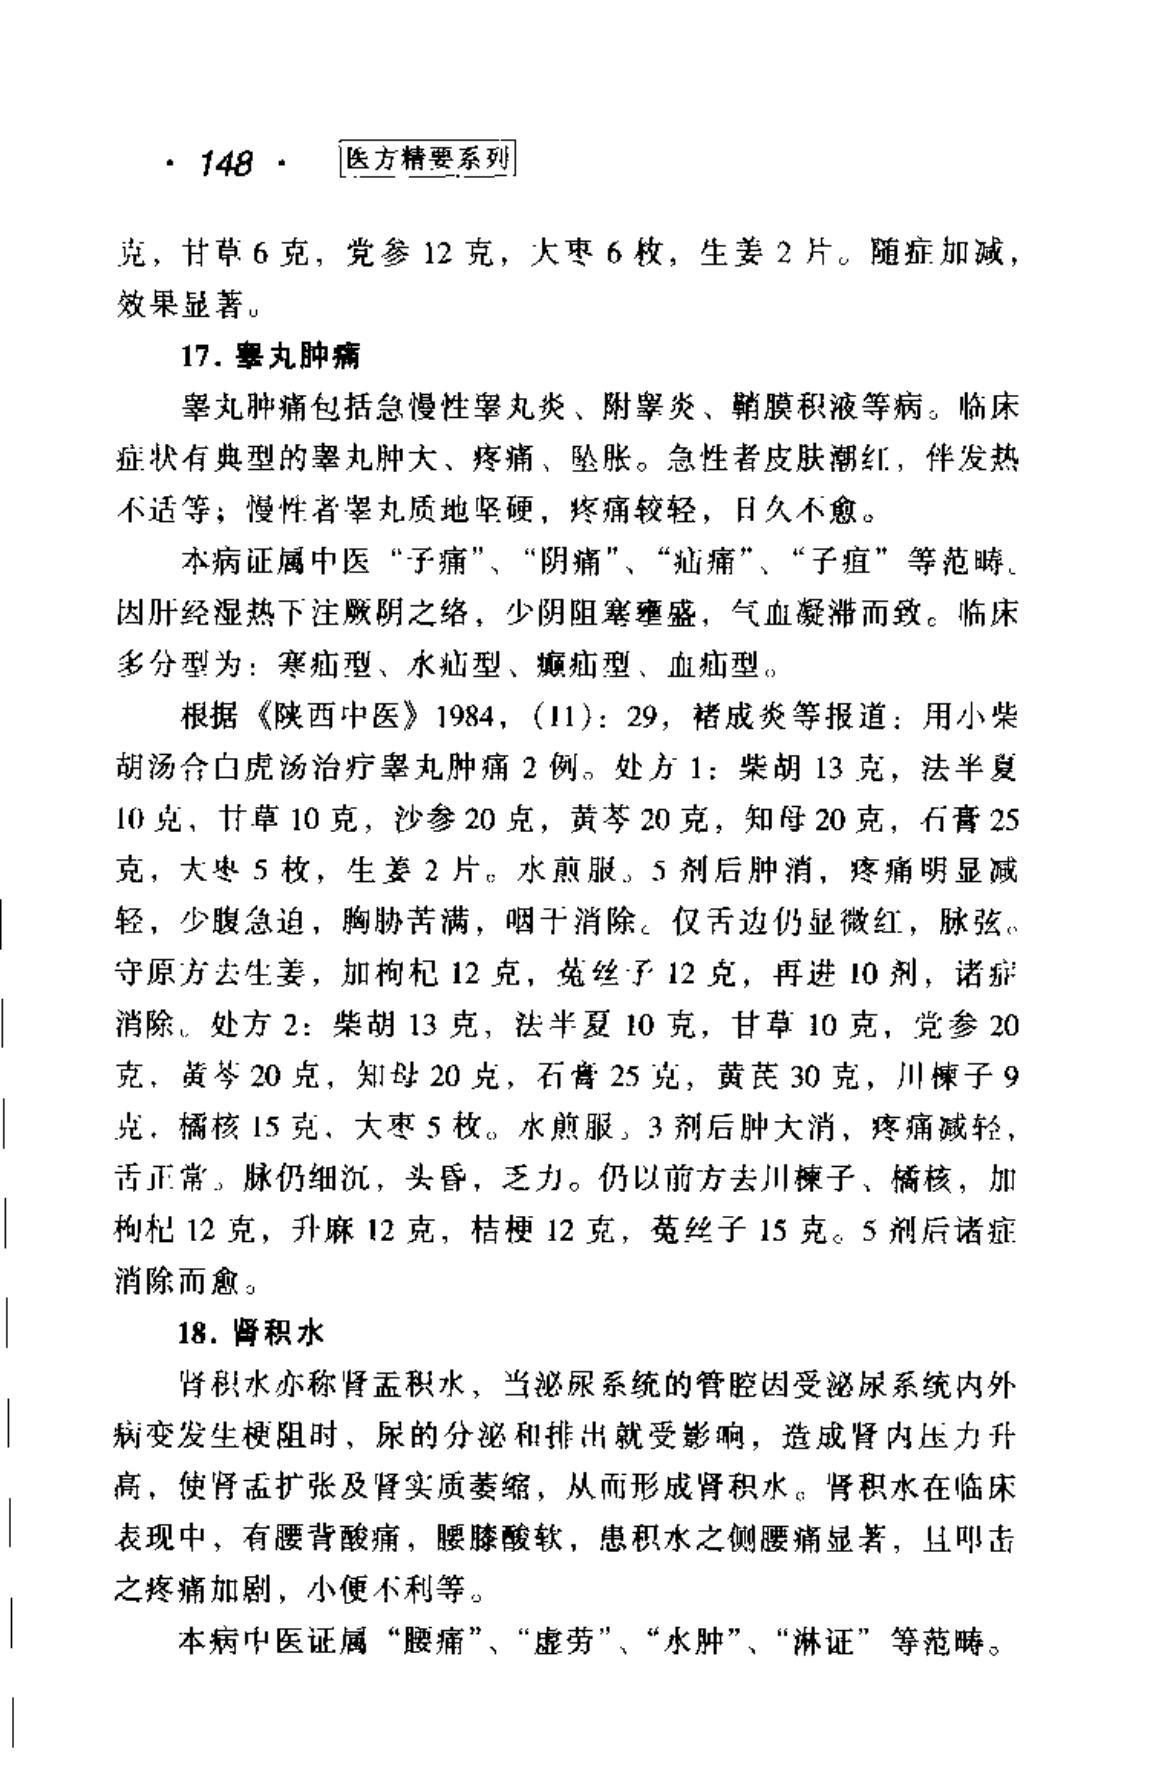 · 148 · 医方精要系列
克，甘草 6 克，党参 12 克，大枣 6 枚，生姜 2 片。随症加减，
效果显著。
17. 睾丸肿痛
睾丸肿痛包括急慢性睾丸炎、附睾炎、鞘膜积液等病。临床
症状有典型的睾丸肿大、疼痛、坠胀。急性者皮肤潮红，伴发热
不适等；慢性者睾丸质地坚硬，疼痛较轻，日久不愈。
本病证属中医“子痛”、“阴痛”、“疝痛”、“子疽”等范畴。
因肝经湿热下注厥阴之络，少阴阻塞壅盛，气血凝滞而致。临床
多分型为：寒疝型、水疝型、癫疝型、血疝型。
根据《陕西中医》1984，(11)：29，褚成炎等报道：用小柴
胡汤合白虎汤治疗睾丸肿痛 2 例。处方 1：柴胡 13 克，法半夏
10 克，甘草 10 克，沙参 20 克，黄芩 20 克，知母 20 克，石膏 25
克，大枣 5 枚，生姜 2 片。水煎服。5 剂后肿消，疼痛明显减
轻，少腹急迫，胸胁苦满，咽干消除。仅舌边仍显微红，脉弦。
守原方去生姜，加枸杞 12 克，菟丝子 12 克，再进 10 剂，诸症
消除。处方 2：柴胡 13 克，法半夏 10 克，甘草 10 克，党参 20
克，黄芩 20 克，知母 20 克，石膏 25 克，黄芪 30 克，川楝子 9
克，橘核 15 克，大枣 5 枚。水煎服。3 剂后肿大消，疼痛减轻，
舌正常。脉仍细沉，头昏，乏力。仍以前方去川楝子、橘核，加
枸杞 12 克，升麻 12 克，桔梗 12 克，菟丝子 15 克。5 剂后诸症
消除而愈。
18. 肾积水
肾积水亦称肾盂积水，当泌尿系统的管腔因受泌尿系统内外
病变发生梗阻时，尿的分泌和排出就受影响，造成肾内压力升
高，使肾盂扩张及肾实质萎缩，从而形成肾积水。肾积水在临床
表现中，有腰背酸痛，腰膝酸软，患积水之侧腰痛显著，且叩击
之疼痛加剧，小便不利等。
本病中医证属“腰痛”、“虚劳”、“水肿”、“淋证”等范畴。